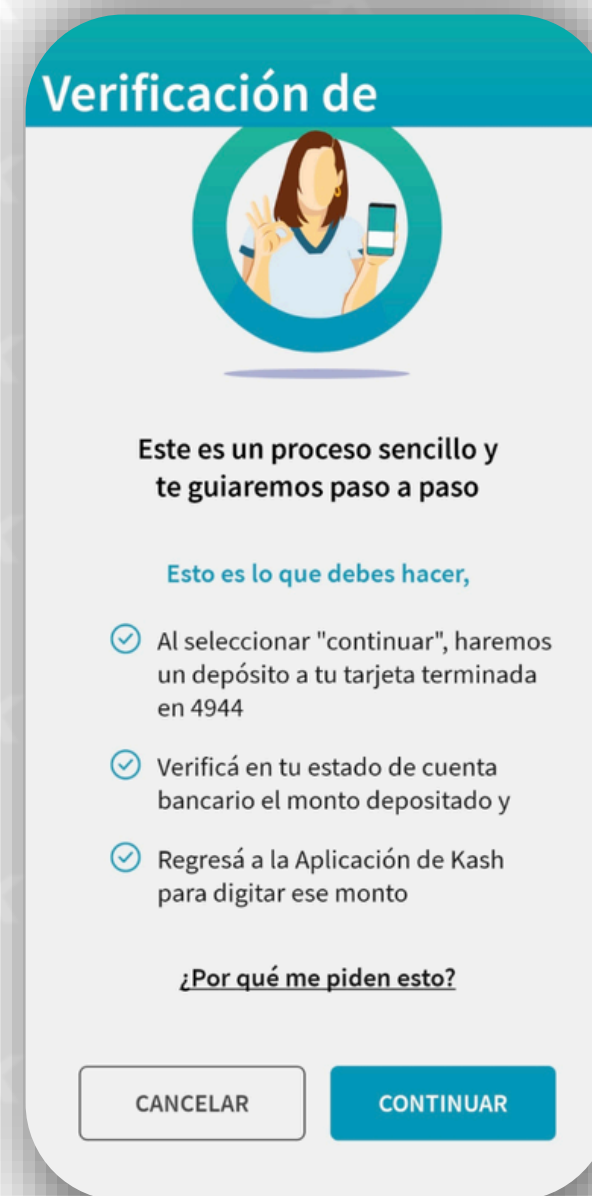 Verificación de
Este es un proceso sencillo y
te guiaremos paso a paso
Esto es lo que debes hacer,
Al seleccionar "continuar", haremos
un depósito a tu tarjeta terminada
en 4944
Verificá en tu estado de cuenta
bancario el monto depositado y
Regresá a la Aplicación de Kash
para digitar ese monto
¿Por qué me piden esto?
CANCELAR
CONTINUAR